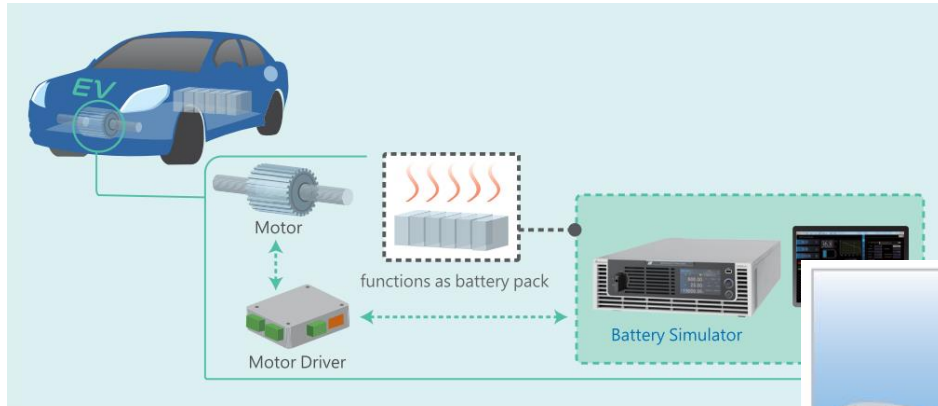 EV
Motor
functions as battery pack
Battery Simulator
Motor Driver